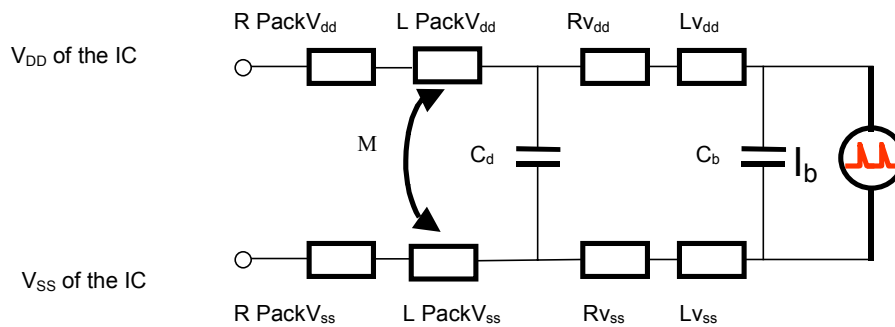 R PackVdd L PackVdd Rvdd Lvdd
VDD of the IC
M
Cd Cb Ib
VSS of the IC
R PackVss L PackVss Rvss Lvss